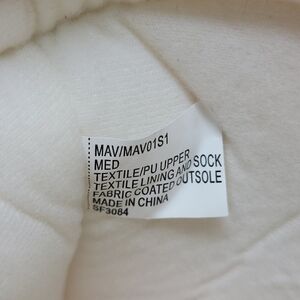 MAV/MAV01S1
MED
TEXTILE/PU UPPER
TEXTILE LINING AND SOCK
FABRIC COATED OUTSOLE
MADE IN CHINA
SF3084